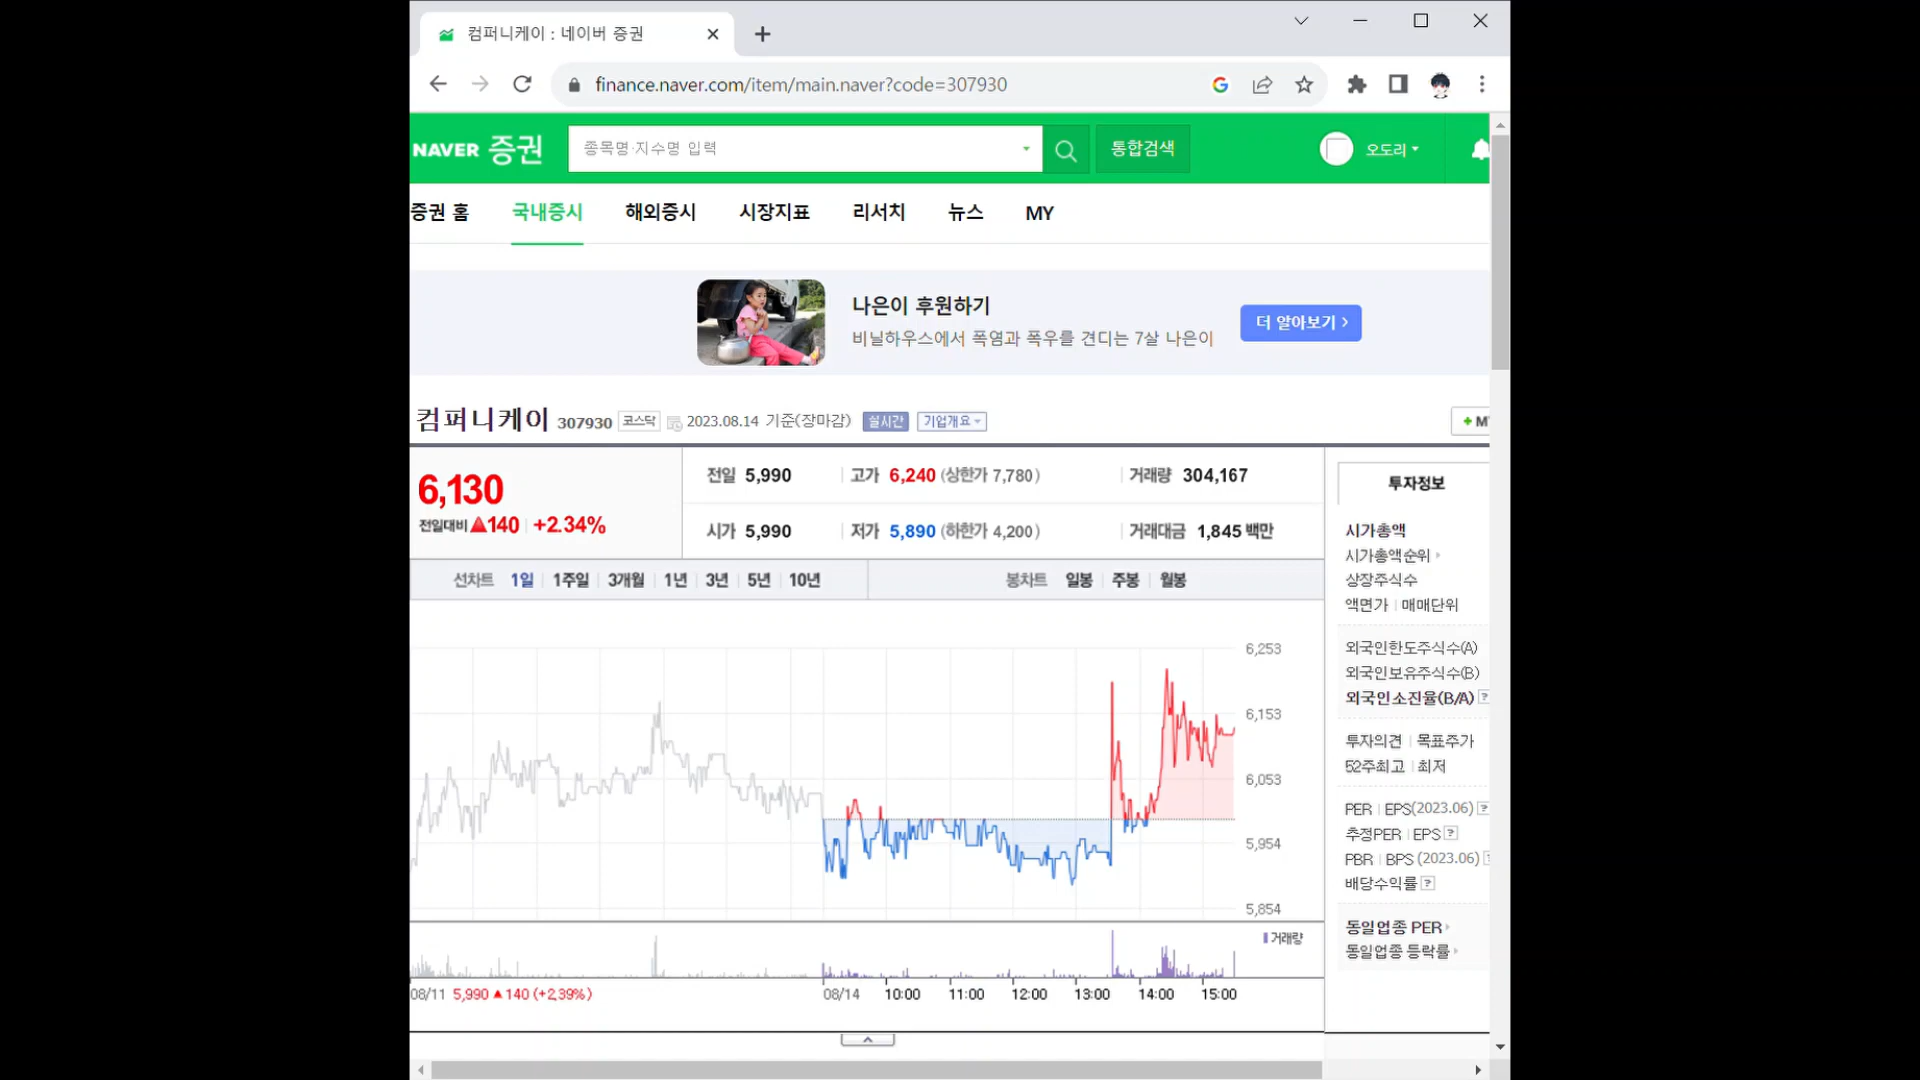 컴퍼니케이 : 네이버 증권
finance.naver.com/item/main.naver?code=307930
NAVER 증권
종목명·지수명 입력
통합검색
오도리
증권 홈 국내증시 해외증시 시장지표 리서치 뉴스 MY
나은이 후원하기
비닐하우스에서 폭염과 폭우를 견디는 7살 나은이
더 알아보기 >
컴퍼니케이 307930 코스닥 2023.08.14 기준(장마감) 실시간 기업개요
+ M
6,130
전일대비 ▲140 +2.34%
전일 5,990 고가 6,240 (상한가 7,780) 거래량 304,167
시가 5,990 저가 5,890 (하한가 4,200) 거래대금 1,845 백만
선차트 1일 1주일 3개월 1년 3년 5년 10년 봉차트 일봉 주봉 월봉
6,253
6,153
6,053
5,954
5,854
거래량
08/11 5,990 ▲ 140 (+2.39%) 08/14 10:00 11:00 12:00 13:00 14:00 15:00
투자정보
시가총액
시가총액순위
상장주식수
액면가 | 매매단위
외국인한도주식수(A)
외국인보유주식수(B)
외국인소진율(B/A) ?
투자의견 | 목표주가
52주최고 | 최저
PER | EPS(2023.06) ?
추정PER | EPS ?
PBR | BPS (2023.06) ?
배당수익률 ?
동일업종 PER
동일업종 등락률